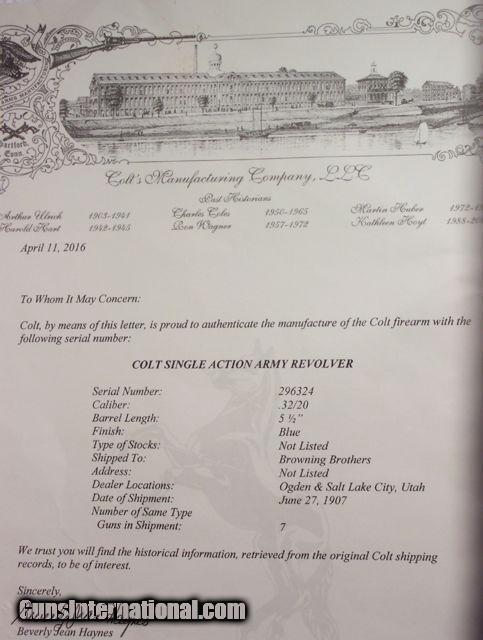 Hartford,
Conn.
Colt's Manufacturing Company, LLC
Past Historians
Arthur Ulrich 1903-1941 Charles Coles 1950-1965 Martin Huber 1972-
Harold Hart 1942-1945 Ron Wagner 1957-1972 Kathleen Hoyt 1988-
April 11, 2016
To Whom It May Concern:
Colt, by means of this letter, is proud to authenticate the manufacture of the Colt firearm with the
following serial number:
COLT SINGLE ACTION ARMY REVOLVER
Serial Number: 296324
Caliber: .32/20
Barrel Length: 5 ½"
Finish: Blue
Type of Stocks: Not Listed
Shipped To: Browning Brothers
Address: Not Listed
Dealer Locations: Ogden & Salt Lake City, Utah
Date of Shipment: June 27, 1907
Number of Same Type
Guns in Shipment: 7
We trust you will find the historical information, retrieved from the original Colt shipping
records, to be of interest.
Sincerely,
GunsInternational.com
Beverly Jean Haynes